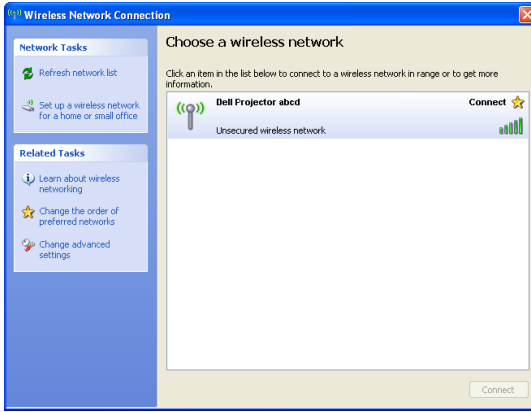 Wireless Network Connection
Network Tasks
Refresh network list
Set up a wireless network
for a home or small office
Related Tasks
Learn about wireless
networking
Change the order of
preferred networks
Change advanced
settings
Choose a wireless network
Click an item in the list below to connect to a wireless network in range or to get more
information.
Dell Projector abcd Connect
Unsecured wireless network
Connect